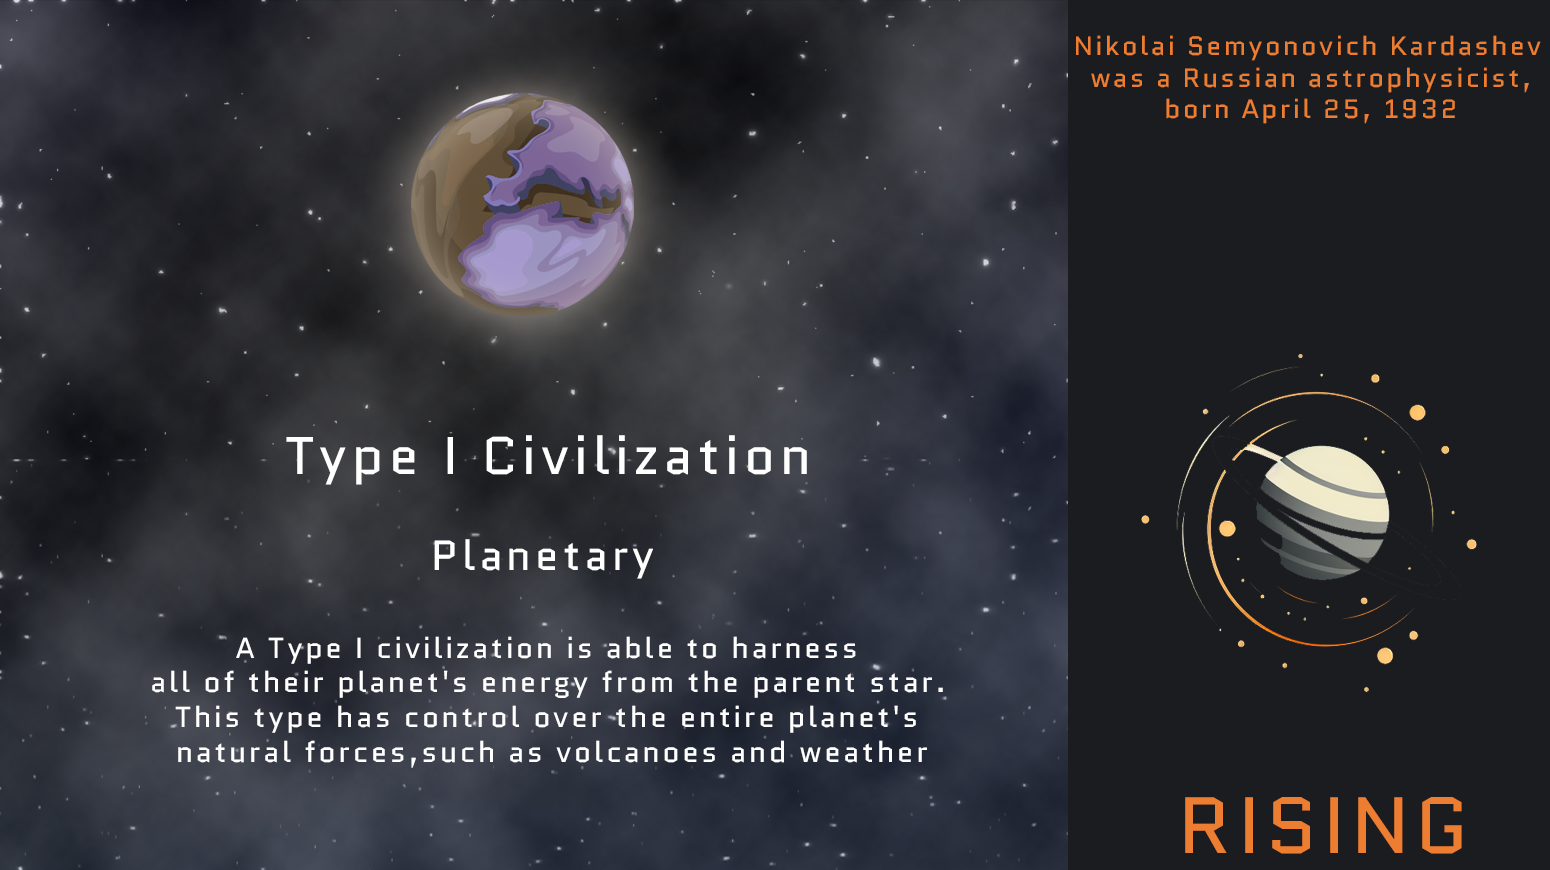 Type I Civilization
Planetary
A Type I civilization is able to harness
all of their planet's energy from the parent star.
This type has control over the entire planet's
natural forces,such as volcanoes and weather
Nikolai Semyonovich Kardashev
was a Russian astrophysicist,
born April 25, 1932
RISING